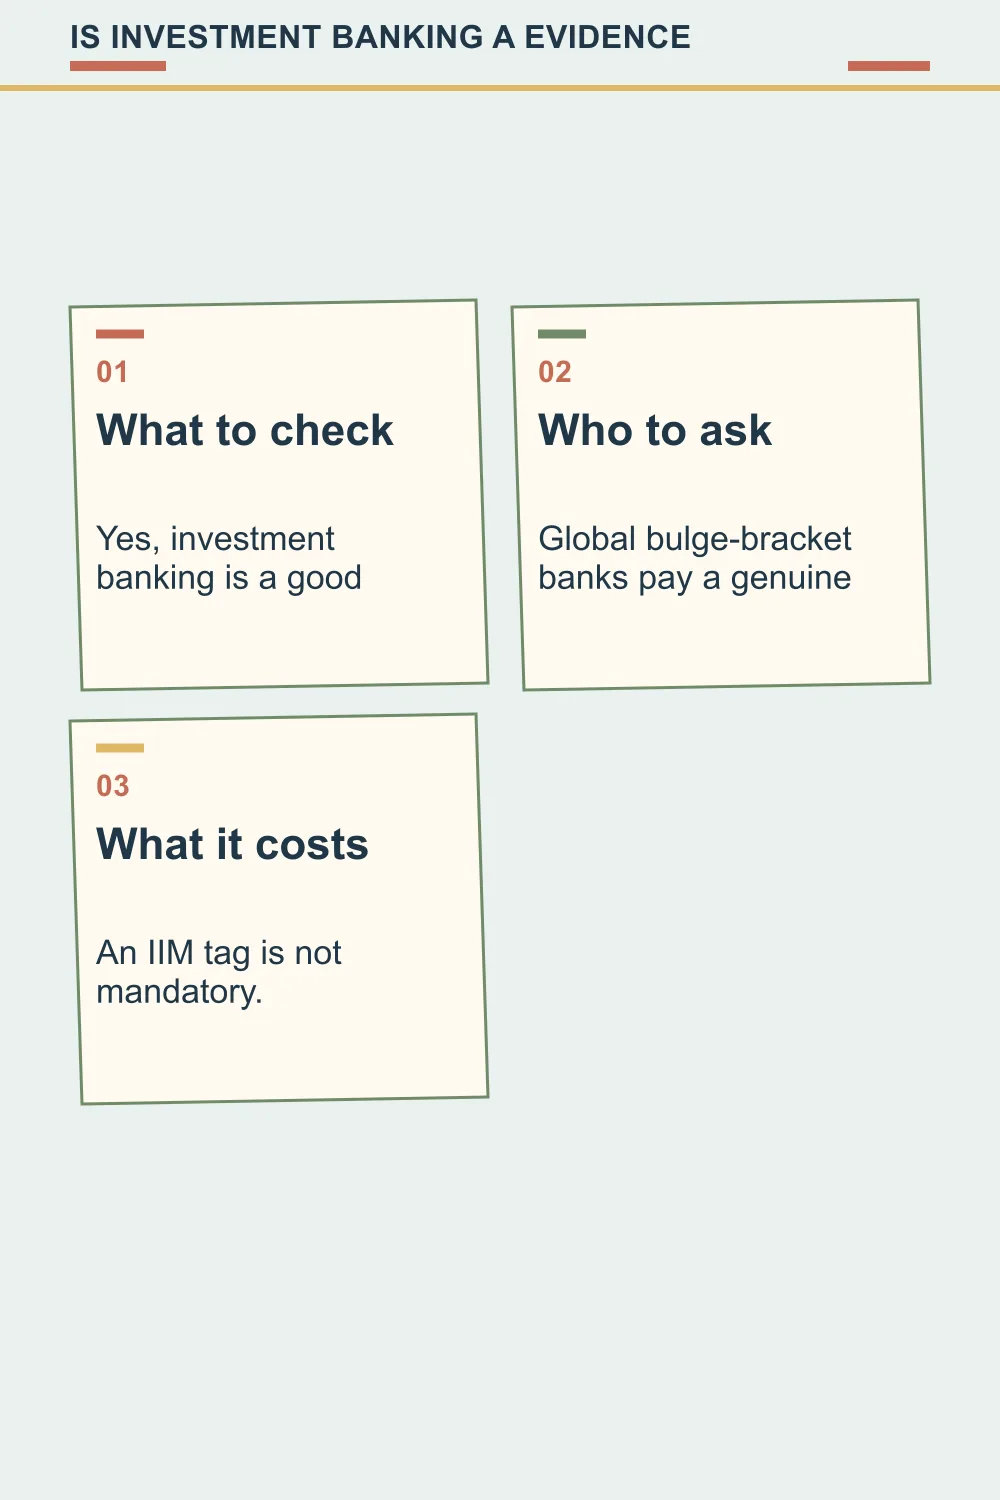 IS INVESTMENT BANKING A EVIDENCE
01
What to check
Yes, investment
banking is a good
02
Who to ask
Global bulge-bracket
banks pay a genuine
03
What it costs
An IIM tag is not
mandatory.